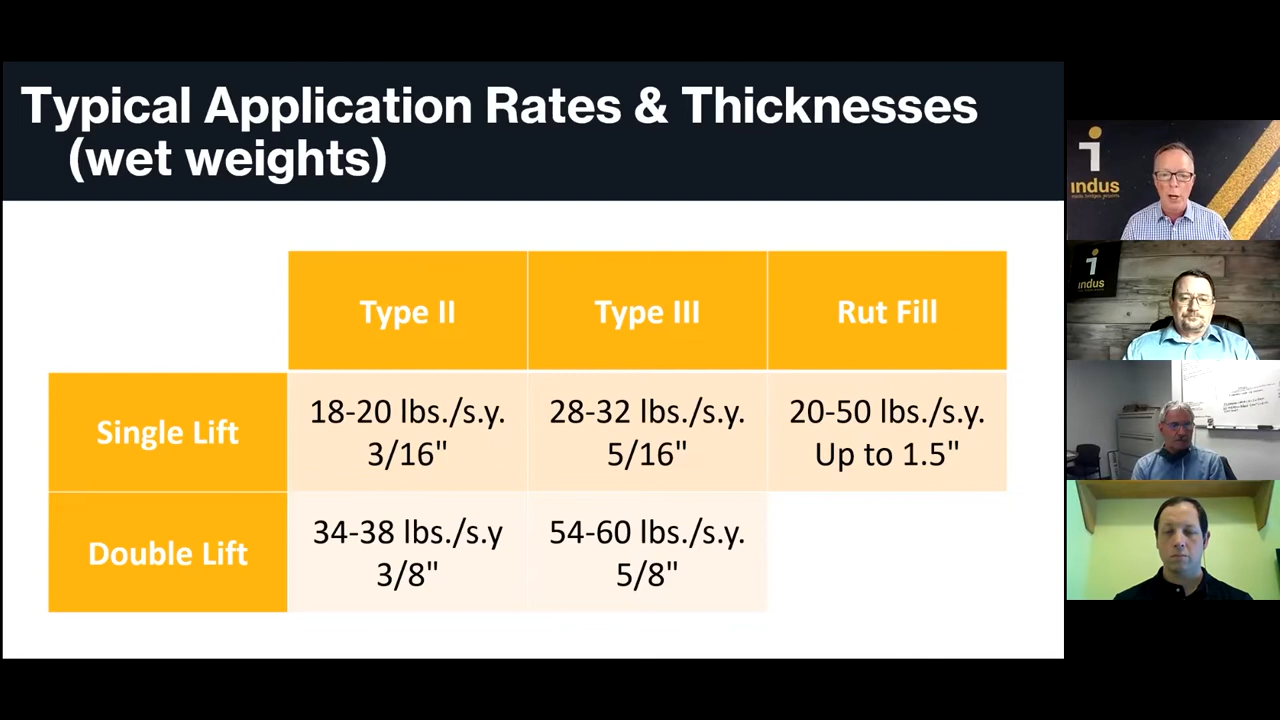 Typical Application Rates & Thicknesses
(wet weights)
Type II
Type III
Rut Fill
Single Lift
18-20 lbs./s.y.
3/16"
28-32 lbs./s.y.
5/16"
20-50 lbs./s.y.
Up to 1.5"
Double Lift
34-38 lbs./s.y
3/8"
54-60 lbs./s.y.
5/8"
indus
indus